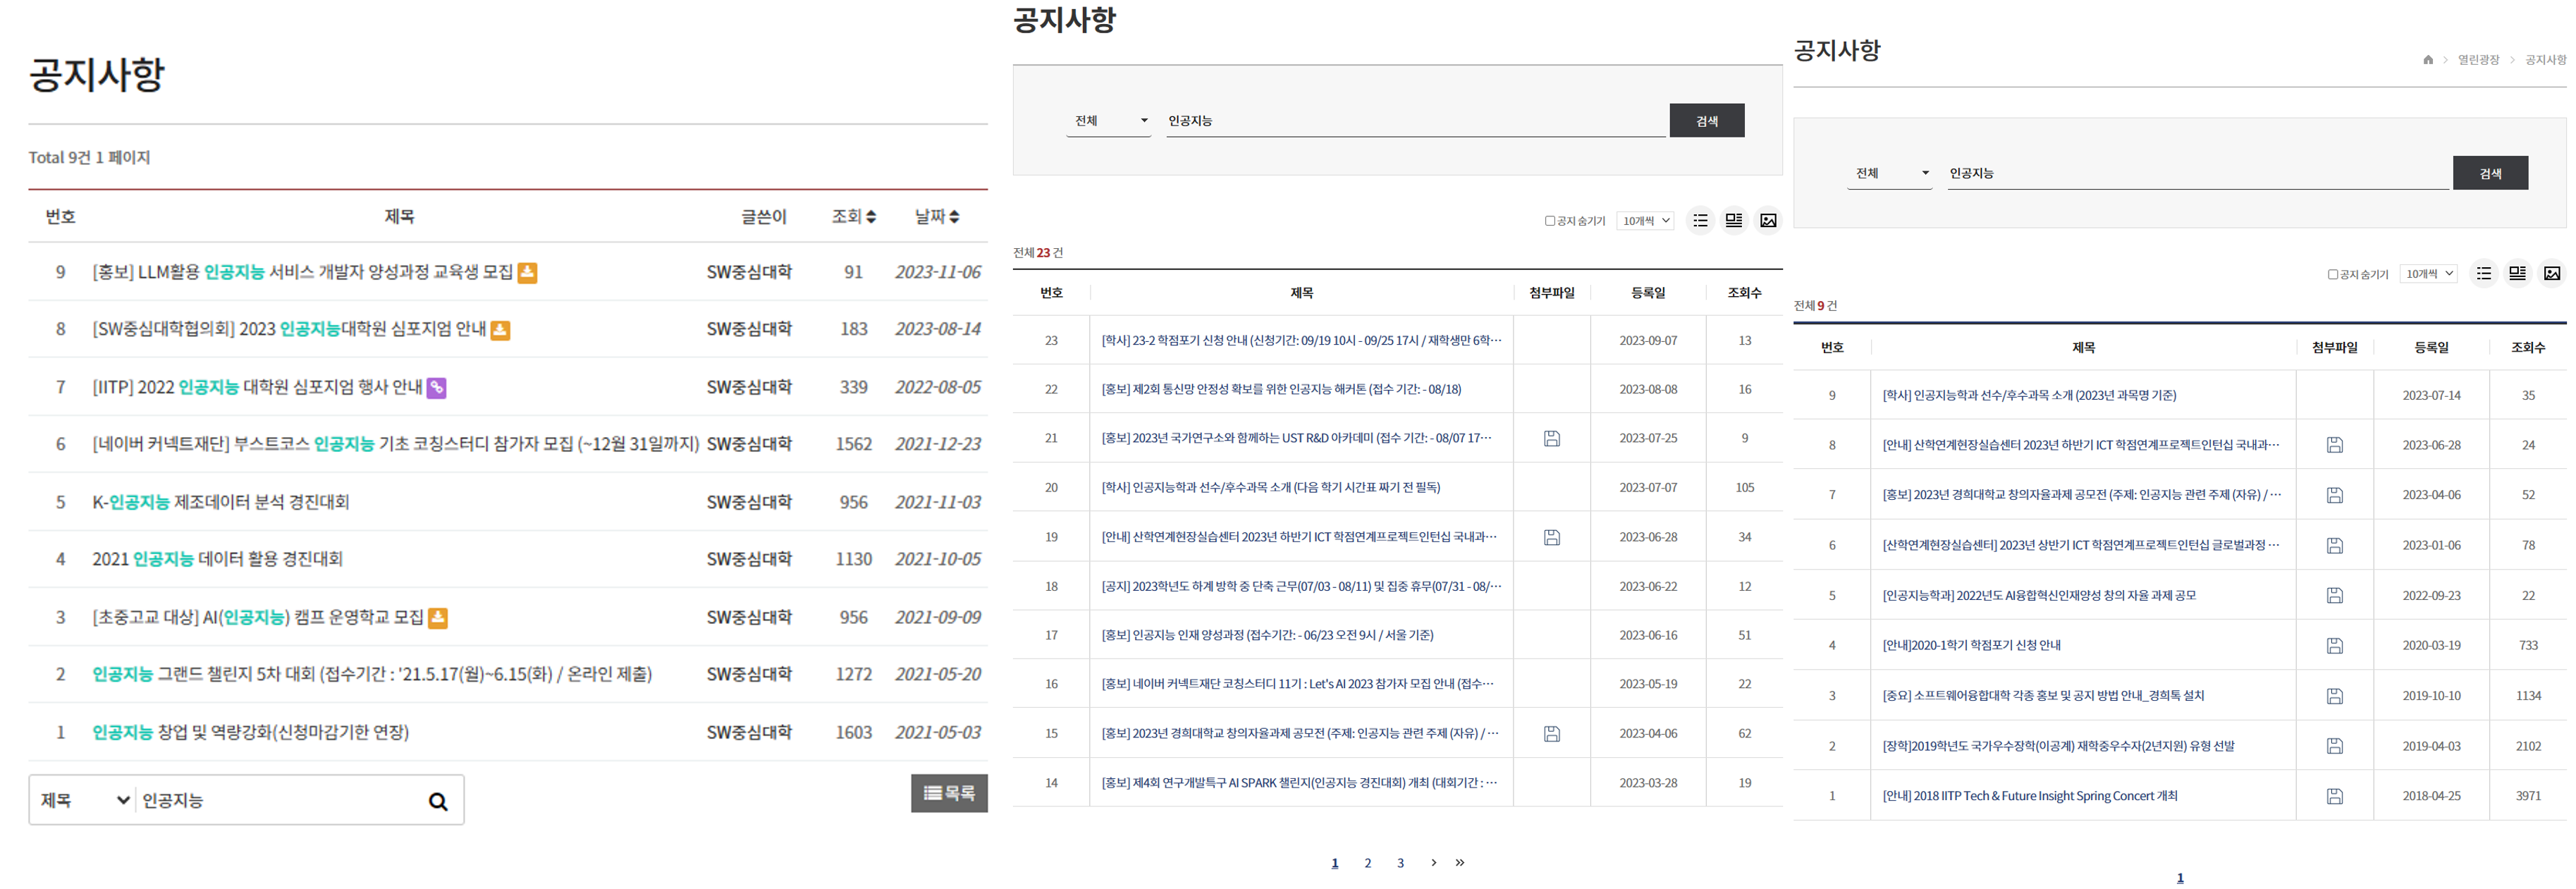 공지사항
Total 9건 1 페이지
번호 제목 글쓴이 조회 날짜
9 [홍보] LLM활용 인공지능 서비스 개발자 양성과정 교육생 모집 SW중심대학 91 2023-11-06
8 [SW중심대학협의회] 2023 인공지능대학원 심포지엄 안내 SW중심대학 183 2023-08-14
7 [IITP] 2022 인공지능 대학원 심포지엄 행사 안내 SW중심대학 339 2022-08-05
6 [네이버 커넥트재단] 부스트코스 인공지능 기초 코칭스터디 참가자 모집 (~12월 31일까지) SW중심대학 1562 2021-12-23
5 K-인공지능 제조데이터 분석 경진대회 SW중심대학 956 2021-11-03
4 2021 인공지능 데이터 활용 경진대회 SW중심대학 1130 2021-10-05
3 [초중고교 대상] AI(인공지능) 캠프 운영학교 모집 SW중심대학 956 2021-09-09
2 인공지능 그랜드 챌린지 5차 대회 (접수기간 : '21.5.17(월)~6.15(화) / 온라인 제출) SW중심대학 1272 2021-05-20
1 인공지능 창업 및 역량강화(신청마감기한 연장) SW중심대학 1603 2021-05-03
제목 인공지능 목록
공지사항
전체 인공지능 검색
공지 숨기기 10개씩
전체 23 건
번호 제목 첨부파일 등록일 조회수
23 [학사] 23-2 학점포기 신청 안내 (신청기간: 09/19 10시 - 09/25 17시 / 재학생만 6학··· 2023-09-07 13
22 [홍보] 제2회 통신망 안정성 확보를 위한 인공지능 해커톤 (접수 기간: - 08/18) 2023-08-08 16
21 [홍보] 2023년 국가연구소와 함께하는 UST R&D 아카데미 (접수 기간: - 08/07 17··· 2023-07-25 9
20 [학사] 인공지능학과 선수/후수과목 소개 (다음 학기 시간표 짜기 전 필독) 2023-07-07 105
19 [안내] 산학연계현장실습센터 2023년 하반기 ICT 학점연계프로젝트인턴십 국내과··· 2023-06-28 34
18 [공지] 2023학년도 하계 방학 중 단축 근무(07/03 - 08/11) 및 집중 휴무(07/31 - 08/··· 2023-06-22 12
17 [홍보] 인공지능 인재 양성과정 (접수기간: - 06/23 오전 9시 / 서울 기준) 2023-06-16 51
16 [홍보] 네이버 커넥트재단 코칭스터디 11기 : Let's AI 2023 참가자 모집 안내 (접수··· 2023-05-19 22
15 [홍보] 2023년 경희대학교 창의자율과제 공모전 (주제: 인공지능 관련 주제 (자유) / ··· 2023-04-06 62
14 [홍보] 제4회 연구개발특구 AI SPARK 챌린지(인공지능 경진대회) 개최 (대회기간 : ··· 2023-03-28 19
1 2 3 > >>
공지사항
> 열린광장 > 공지사항
전체 인공지능 검색
공지 숨기기 10개씩
전체 9 건
번호 제목 첨부파일 등록일 조회수
9 [학사] 인공지능학과 선수/후수과목 소개 (2023년 과목명 기준) 2023-07-14 35
8 [안내] 산학연계현장실습센터 2023년 하반기 ICT 학점연계프로젝트인턴십 국내과··· 2023-06-28 24
7 [홍보] 2023년 경희대학교 창의자율과제 공모전 (주제: 인공지능 관련 주제 (자유) / ··· 2023-04-06 52
6 [산학연계현장실습센터] 2023년 상반기 ICT 학점연계프로젝트인턴십 글로벌과정 ··· 2023-01-06 78
5 [인공지능학과] 2022년도 AI융합혁신인재양성 창의 자율 과제 공모 2022-09-23 22
4 [안내]2020-1학기 학점포기 신청 안내 2020-03-19 733
3 [중요] 소프트웨어융합대학 각종 홍보 및 공지 방법 안내_경희톡 설치 2019-10-10 1134
2 [장학]2019학년도 국가우수장학(이공계) 재학중우수자(2년지원) 유형 선발 2019-04-03 2102
1 [안내] 2018 IITP Tech & Future Insight Spring Concert 개최 2018-04-25 3971
1